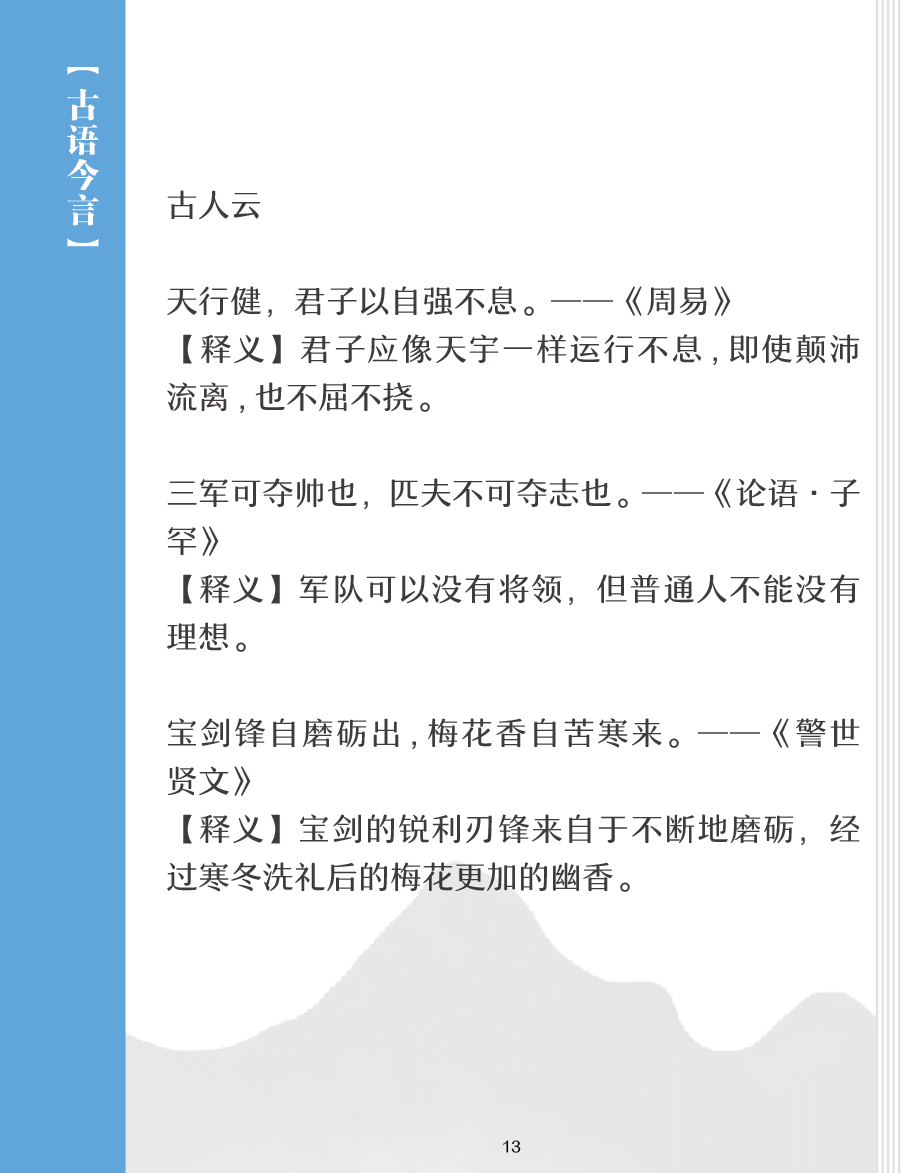 【古语今言】
古人云
天行健，君子以自强不息。——《周易》
【释义】君子应像天宇一样运行不息,即使颠沛
流离,也不屈不挠。
三军可夺帅也，匹夫不可夺志也。——《论语·子
罕》
【释义】军队可以没有将领，但普通人不能没有
理想。
宝剑锋自磨砺出,梅花香自苦寒来。——《警世
贤文》
【释义】宝剑的锐利刃锋来自于不断地磨砺，经
过寒冬洗礼后的梅花更加的幽香。
13